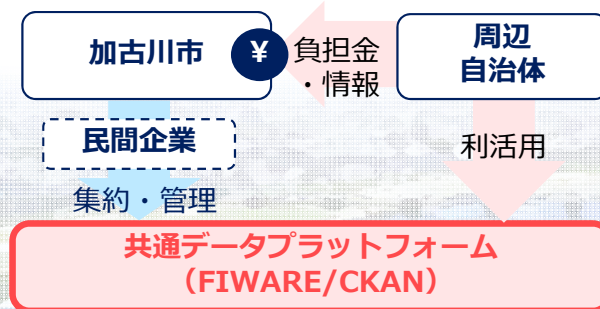 加古川市
¥
負担金
・情報
周辺
自治体
民間企業
利活用
集約・管理
共通データプラットフォーム
（FIWARE/CKAN）